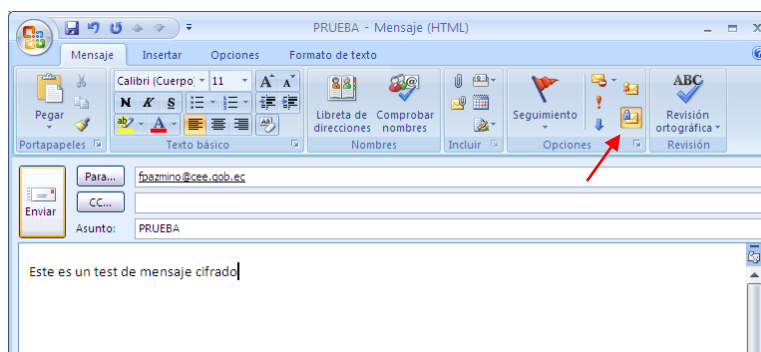 PRUEBA - Mensaje (HTML)
Mensaje Insertar Opciones Formato de texto
Pegar
Portapapeles
Calibri (Cuerpo) 11 A A
N K S
ab A
Texto básico
Libreta de direcciones
Comprobar nombres
Nombres
Incluir
Seguimiento
Opciones
ABC
Revisión ortográfica
Revisión
Enviar
Para... fpazmino@cee.gob.ec
CC...
Asunto: PRUEBA
Este es un test de mensaje cifrado